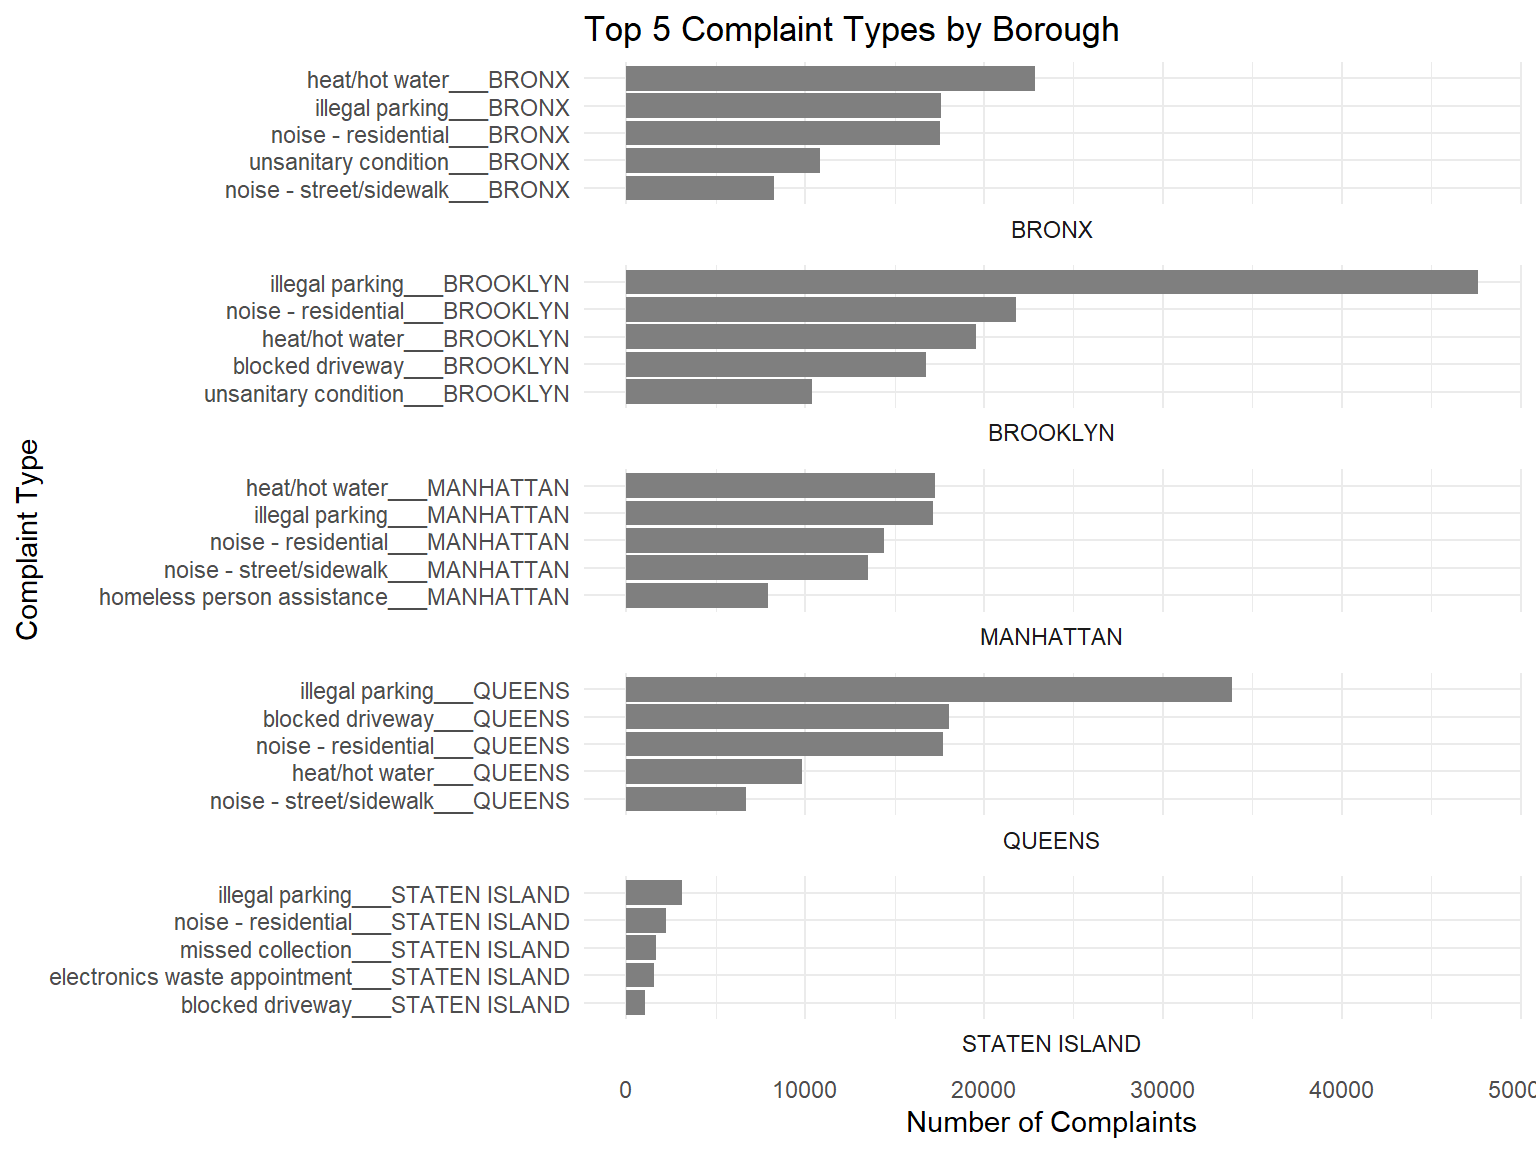 Top 5 Complaint Types by Borough
heat/hot water___BRONX
illegal parking___BRONX
noise - residential___BRONX
unsanitary condition___BRONX
noise - street/sidewalk___BRONX
BRONX
illegal parking___BROOKLYN
noise - residential___BROOKLYN
heat/hot water___BROOKLYN
blocked driveway___BROOKLYN
unsanitary condition___BROOKLYN
BROOKLYN
Complaint Type
heat/hot water___MANHATTAN
illegal parking___MANHATTAN
noise - residential___MANHATTAN
noise - street/sidewalk___MANHATTAN
homeless person assistance___MANHATTAN
MANHATTAN
illegal parking___QUEENS
blocked driveway___QUEENS
noise - residential___QUEENS
heat/hot water___QUEENS
noise - street/sidewalk___QUEENS
QUEENS
illegal parking___STATEN ISLAND
noise - residential___STATEN ISLAND
missed collection___STATEN ISLAND
electronics waste appointment___STATEN ISLAND
blocked driveway___STATEN ISLAND
STATEN ISLAND
0 10000 20000 30000 40000
Number of Complaints